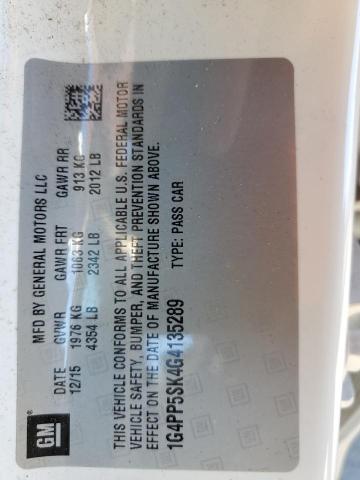 GM
MFD BY GENERAL MOTORS LLC
DATE GVWR GAWR FRT GAWR RR
12/15 1976 KG 1063 KG 913 KG
4354 LB 2342 LB 2012 LB
THIS VEHICLE CONFORMS TO ALL APPLICABLE U.S. FEDERAL MOTOR
VEHICLE SAFETY, BUMPER, AND THEFT PREVENTION STANDARDS IN
EFFECT ON THE DATE OF MANUFACTURE SHOWN ABOVE.
1G4PP5SK4G4135289 TYPE: PASS CAR